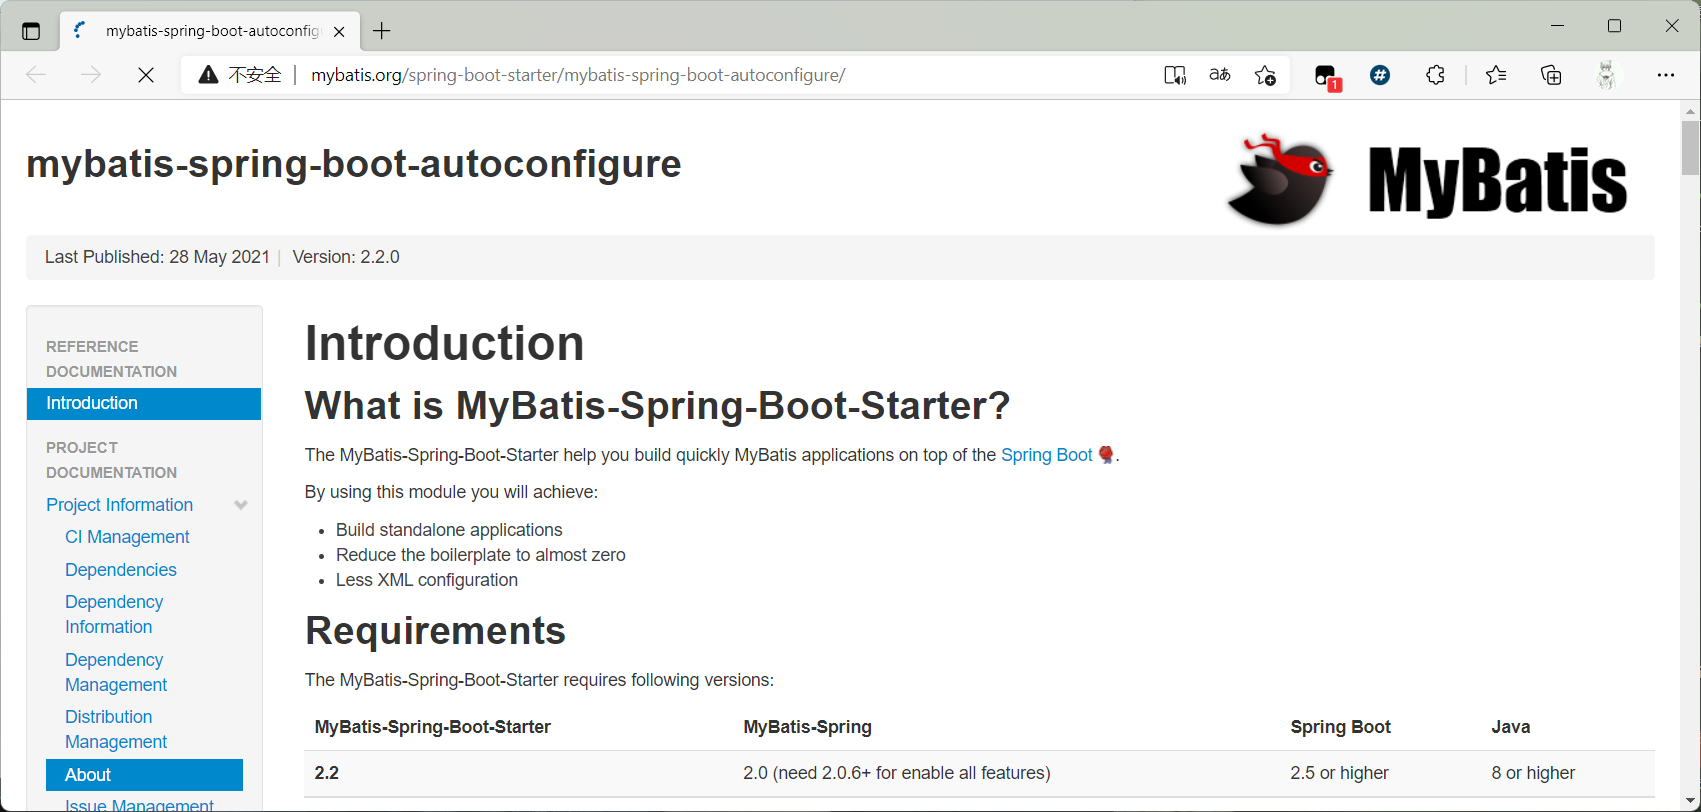 mybatis-spring-boot-autoconfig
不安全 mybatis.org/spring-boot-starter/mybatis-spring-boot-autoconfigure/
aあ
1
#
mybatis-spring-boot-autoconfigure
MyBatis
Last Published: 28 May 2021 | Version: 2.2.0
REFERENCE
DOCUMENTATION
Introduction
PROJECT
DOCUMENTATION
Project Information
CI Management
Dependencies
Dependency
Information
Dependency
Management
Distribution
Management
About
Issue Management
Introduction
What is MyBatis-Spring-Boot-Starter?
The MyBatis-Spring-Boot-Starter help you build quickly MyBatis applications on top of the Spring Boot.
By using this module you will achieve:
• Build standalone applications
• Reduce the boilerplate to almost zero
• Less XML configuration
Requirements
The MyBatis-Spring-Boot-Starter requires following versions:
MyBatis-Spring-Boot-Starter MyBatis-Spring Spring Boot Java
2.2 2.0 (need 2.0.6+ for enable all features) 2.5 or higher 8 or higher